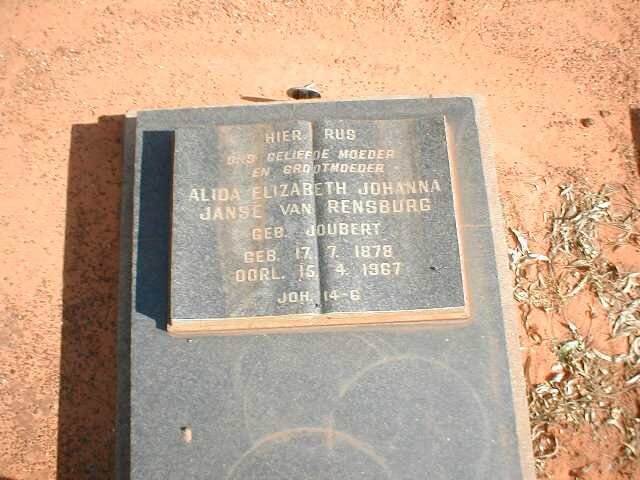 HIER RUS
ONS GELIEFDE MOEDER
EN GROOTMOEDER
ALIDA ELIZABETH JOHANNA
JANSE VAN RENSBURG
GEB. JOUBERT
GEB. 17. 7. 1878
OORL. 15. 4. 1967
JOH. 14-6